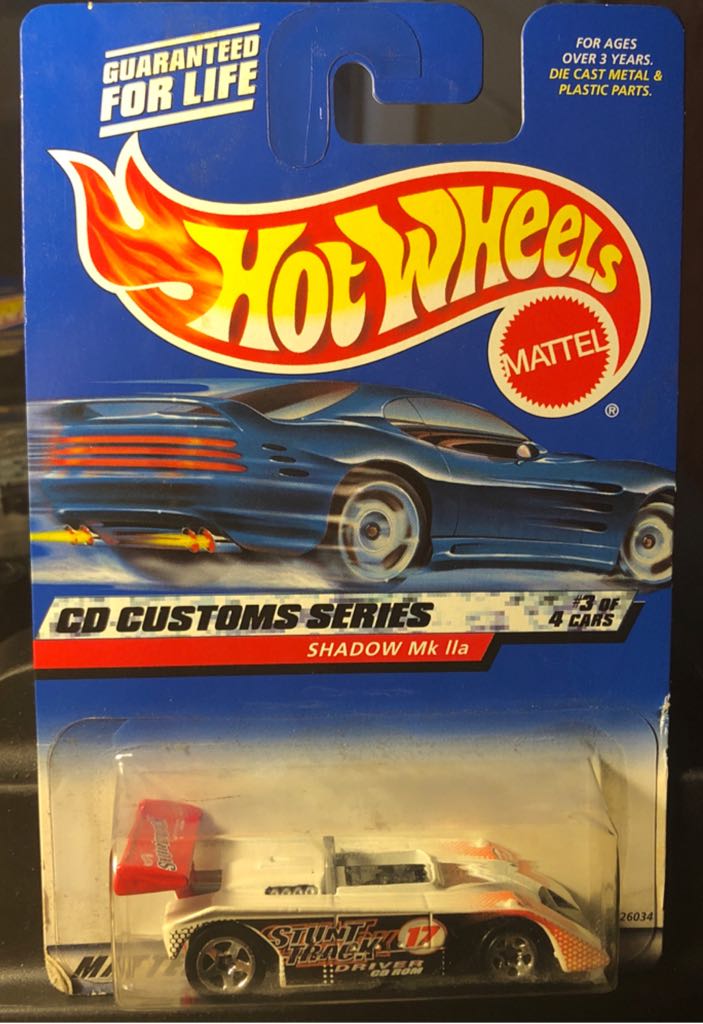 GUARANTEED
FOR LIFE
FOR AGES
OVER 3 YEARS.
DIE CAST METAL &
PLASTIC PARTS.
HOT WHEELS
MATTEL
®
CD CUSTOMS SERIES
#3 OF
4 CARS
SHADOW Mk IIa
STUNT
TRACK
17
DRIVER
CD ROM
26034